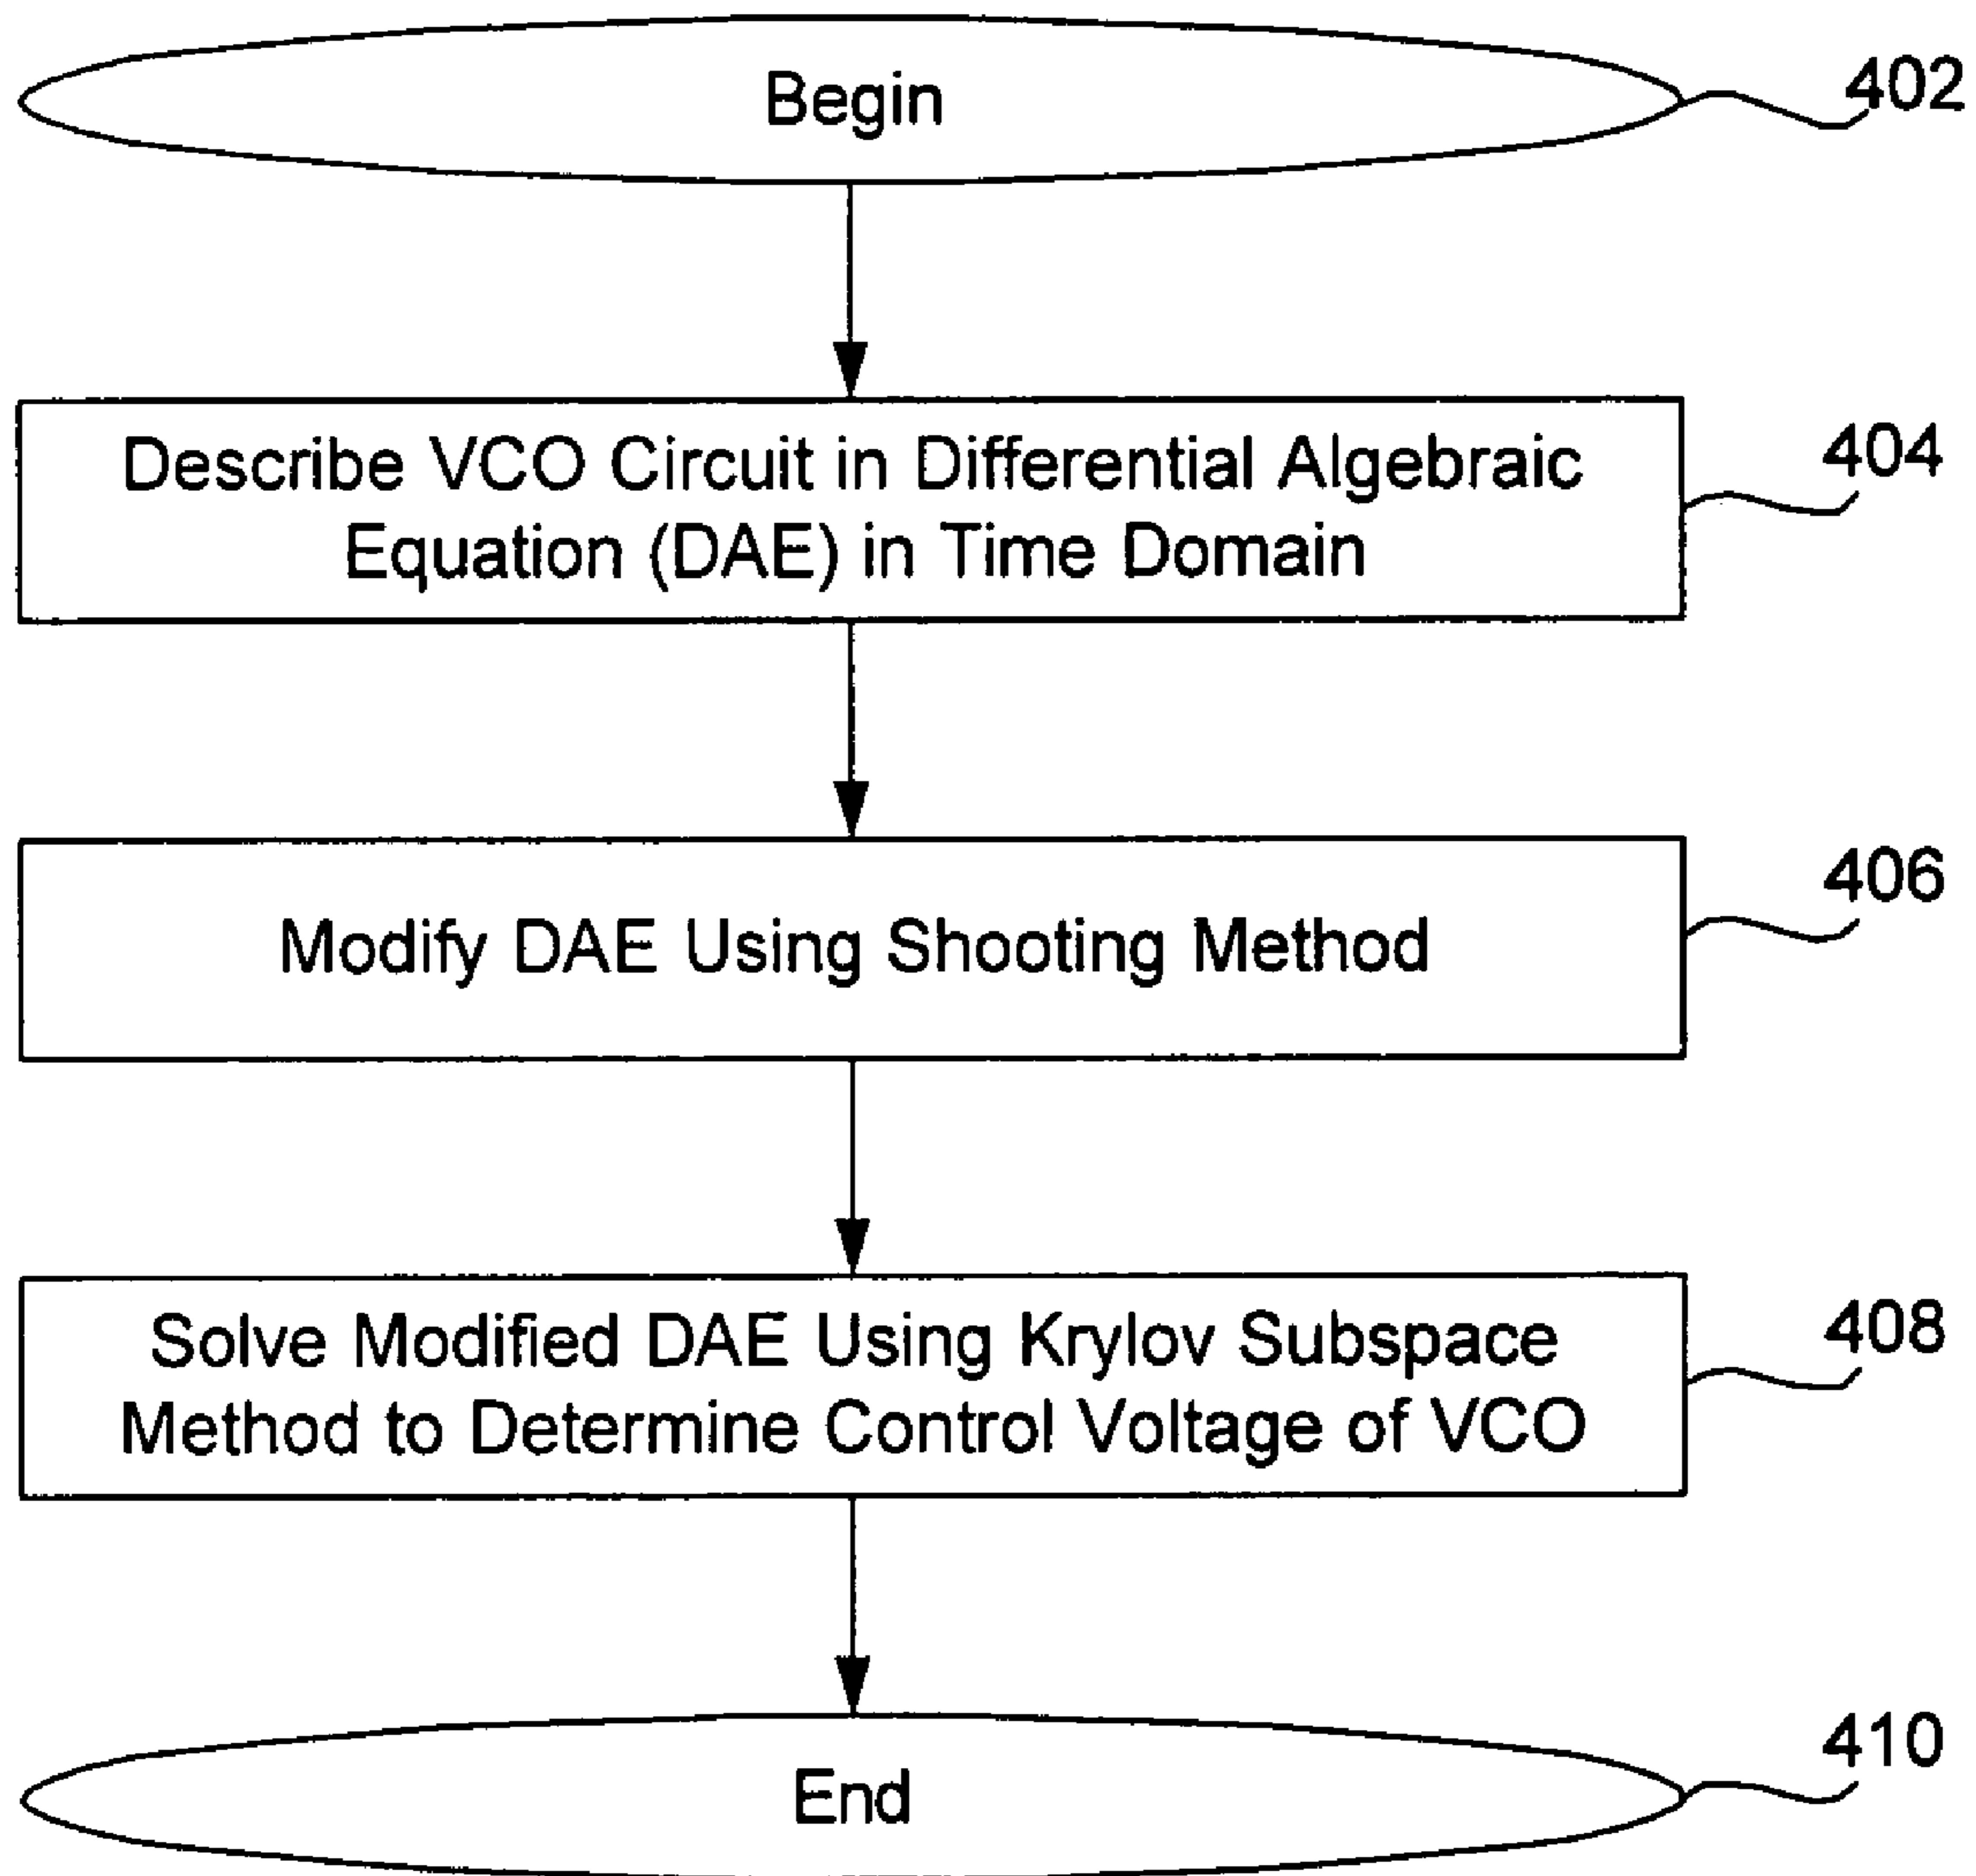 Begin
402
Describe VCO Circuit in Differential Algebraic
Equation (DAE) in Time Domain
404
Modify DAE Using Shooting Method
406
Solve Modified DAE Using Krylov Subspace
Method to Determine Control Voltage of VCO
408
End
410